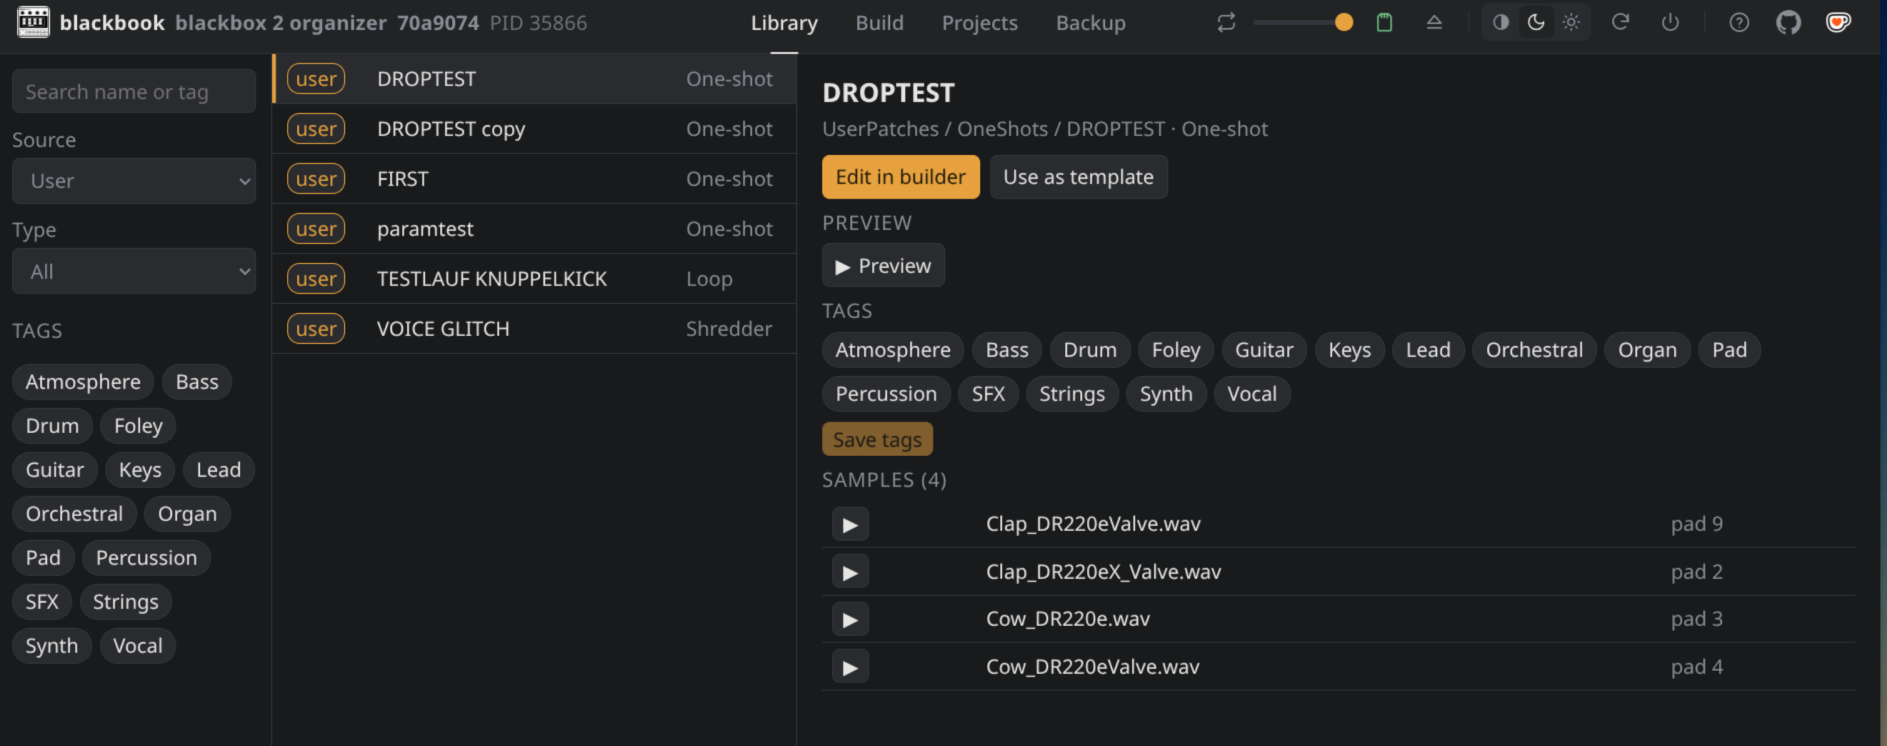 blackbook blackbox 2 organizer 70a9074 PID 35866
Library Build Projects Backup
Search name or tag
Source
User
Type
All
TAGS
Atmosphere Bass
Drum Foley
Guitar Keys Lead
Orchestral Organ
Pad Percussion
SFX Strings
Synth Vocal
user DROPTEST One-shot
user DROPTEST copy One-shot
user FIRST One-shot
user paramtest One-shot
user TESTLAUF KNUPPELKICK Loop
user VOICE GLITCH Shredder
DROPTEST
UserPatches / OneShots / DROPTEST · One-shot
Edit in builder Use as template
PREVIEW
▶ Preview
TAGS
Atmosphere Bass Drum Foley Guitar Keys Lead Orchestral Organ Pad
Percussion SFX Strings Synth Vocal
Save tags
SAMPLES (4)
▶ Clap_DR220eValve.wav pad 9
▶ Clap_DR220eX_Valve.wav pad 2
▶ Cow_DR220e.wav pad 3
▶ Cow_DR220eValve.wav pad 4